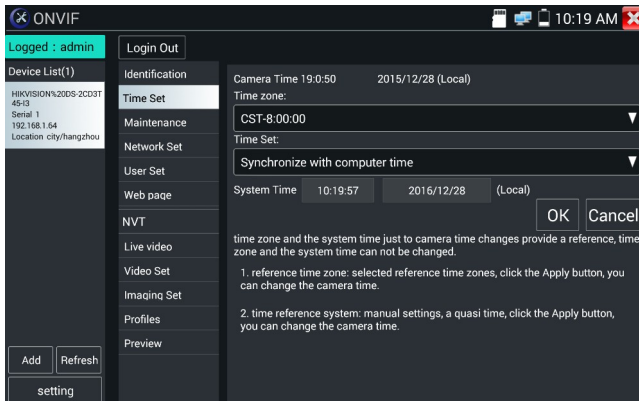 ONVIF
10:19 AM
Logged : admin
Login Out
Device List(1)
HIKVISION%20DS-2CD3T
45-I3
Serial 1
192.168.1.64
Location city/hangzhou
Add
Refresh
setting
Identification
Time Set
Maintenance
Network Set
User Set
Web page
NVT
Live video
Video Set
Imaging Set
Profiles
Preview
Camera Time 19:0:50 2015/12/28 (Local)
Time zone:
CST-8:00:00
Time Set:
Synchronize with computer time
System Time 10:19:57 2016/12/28 (Local)
OK Cancel
time zone and the system time just to camera time changes provide a reference, time
zone and the system time can not be changed.
1. reference time zone: selected reference time zones, click the Apply button, you
can change the camera time.
2. time reference system: manual settings, a quasi time, click the Apply button,
you can change the camera time.